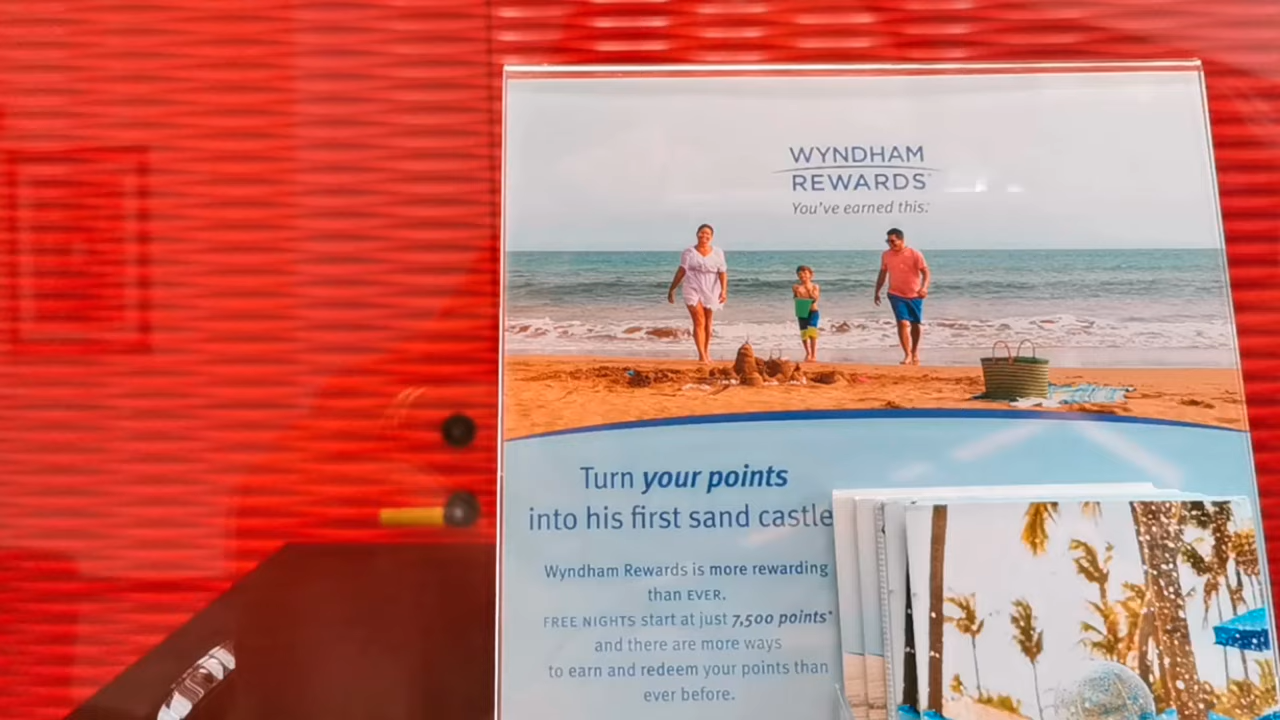 WYNDHAM
REWARDS®
You've earned this.℠
Turn your points
into his first sand castle
Wyndham Rewards is more rewarding
than EVER.
FREE NIGHTS start at just 7,500 points*
and there are more ways
to earn and redeem your points than
ever before.